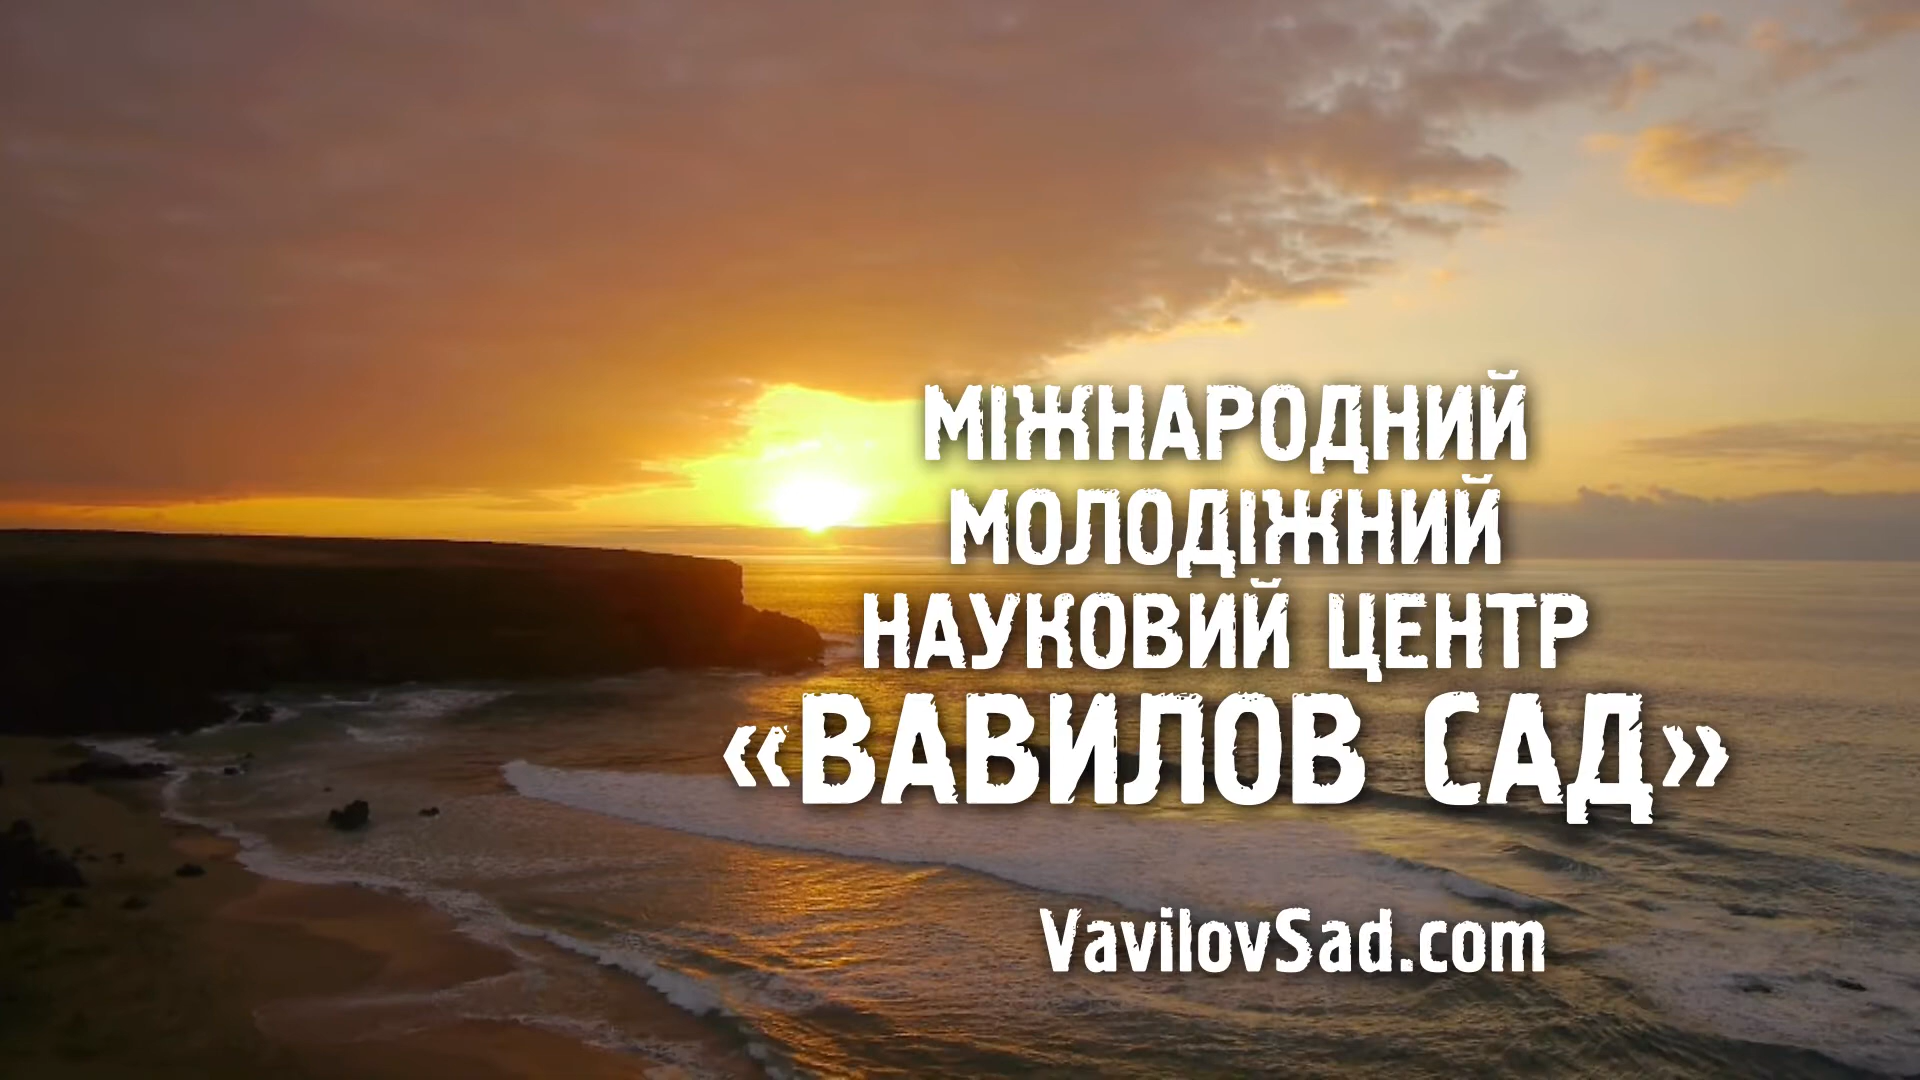 МІЖНАРОДНИЙ
МОЛОДІЖНИЙ
НАУКОВИЙ ЦЕНТР
«ВАВИЛОВ САД»
VavilovSad.com